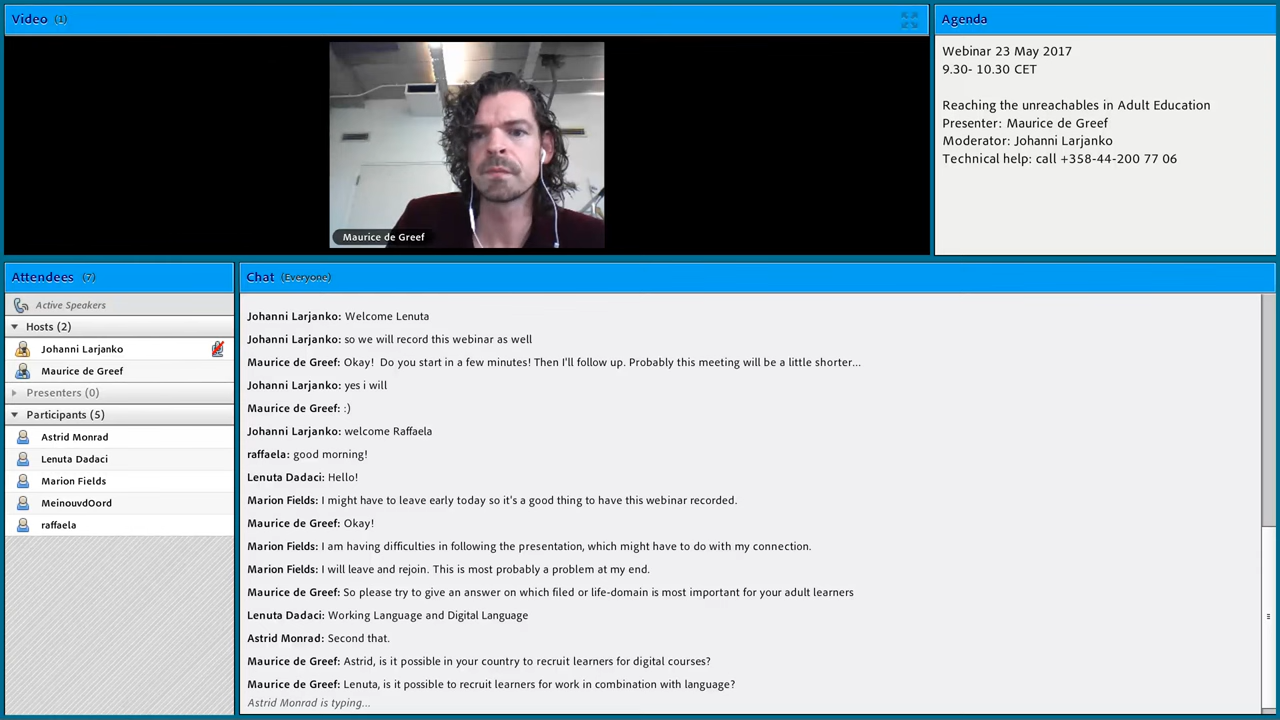 Video (1)
Maurice de Greef
Agenda
Webinar 23 May 2017
9.30- 10.30 CET
Reaching the unreachables in Adult Education
Presenter: Maurice de Greef
Moderator: Johanni Larjanko
Technical help: call +358-44-200 77 06
Attendees (7)
Active Speakers
Hosts (2)
Johanni Larjanko
Maurice de Greef
Presenters (0)
Participants (5)
Astrid Monrad
Lenuta Dadaci
Marion Fields
MeinouvdOord
raffaela
Chat (Everyone)
Johanni Larjanko: Welcome Lenuta
Johanni Larjanko: so we will record this webinar as well
Maurice de Greef: Okay!  Do you start in a few minutes! Then I'll follow up. Probably this meeting will be a little shorter...
Johanni Larjanko: yes i will
Maurice de Greef: :)
Johanni Larjanko: welcome Raffaela
raffaela: good morning!
Lenuta Dadaci: Hello!
Marion Fields: I might have to leave early today so it's a good thing to have this webinar recorded.
Maurice de Greef: Okay!
Marion Fields: I am having difficulties in following the presentation, which might have to do with my connection.
Marion Fields: I will leave and rejoin. This is most probably a problem at my end.
Maurice de Greef: So please try to give an answer on which filed or life-domain is most important for your adult learners
Lenuta Dadaci: Working Language and Digital Language
Astrid Monrad: Second that.
Maurice de Greef: Astrid, is it possible in your country to recruit learners for digital courses?
Maurice de Greef: Lenuta, is it possible to recruit learners for work in combination with language?
Astrid Monrad is typing...